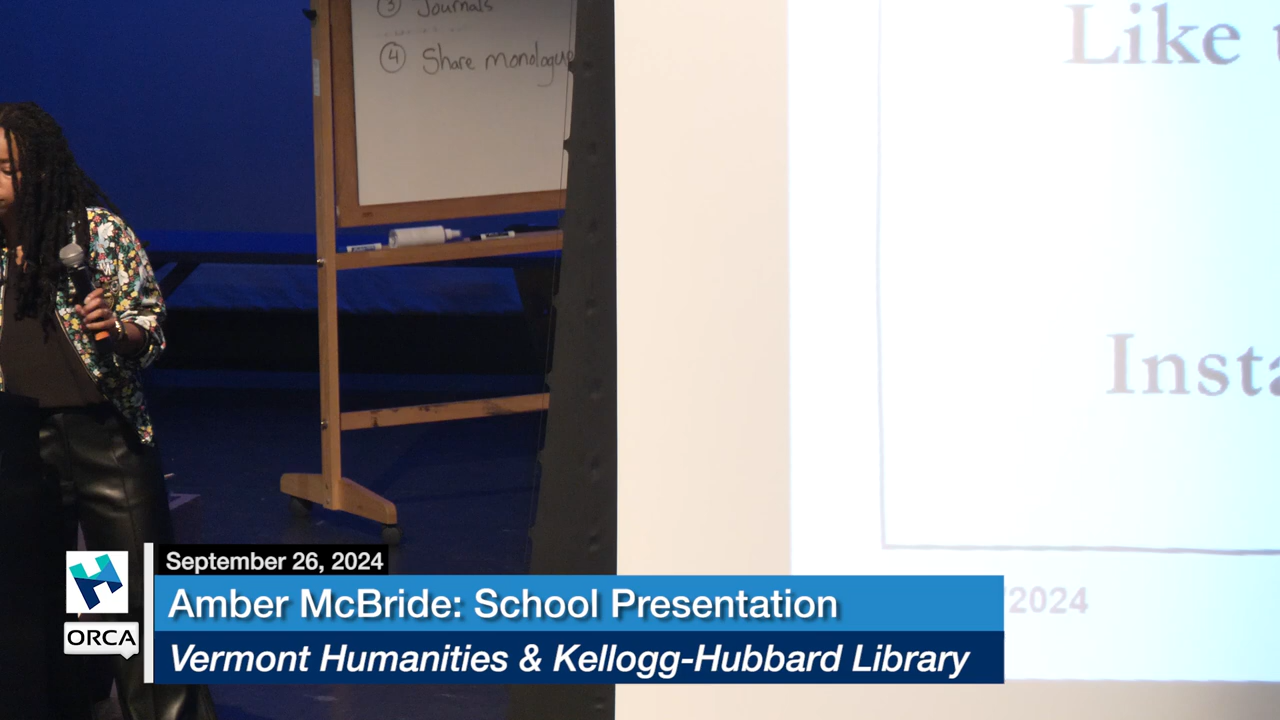 ③ Journals
④ Share monologue
Like
Insta
/2024
September 26, 2024
Amber McBride: School Presentation
Vermont Humanities & Kellogg-Hubbard Library
ORCA